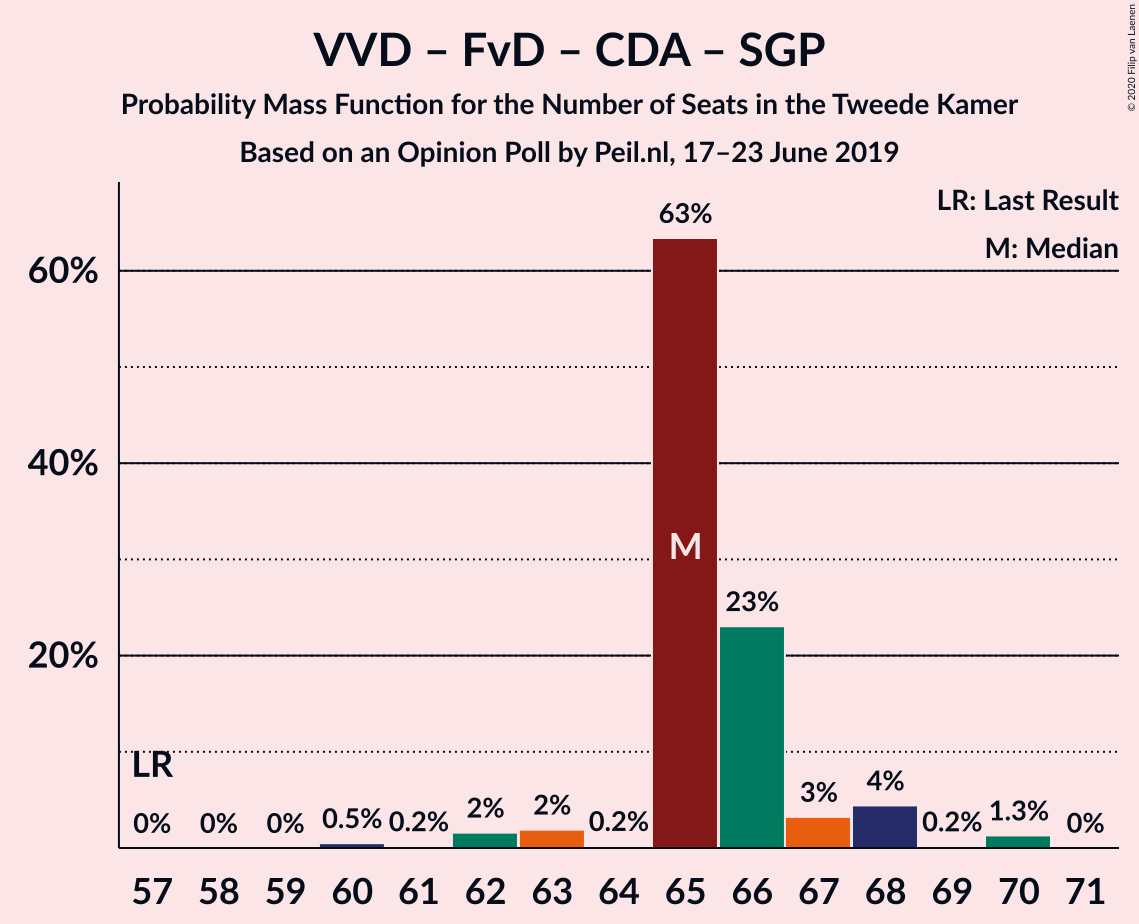 VVD – FvD – CDA – SGP
Probability Mass Function for the Number of Seats in the Tweede Kamer
Based on an Opinion Poll by Peil.nl, 17–23 June 2019
© 2020 Filip van Laenen
LR: Last Result
M: Median
63%
60%
40%
M
23%
20%
LR
0% 0% 0% 0.5% 0.2% 2% 2% 0.2% 3% 4% 0.2% 1.3% 0%
57 58 59 60 61 62 63 64 65 66 67 68 69 70 71